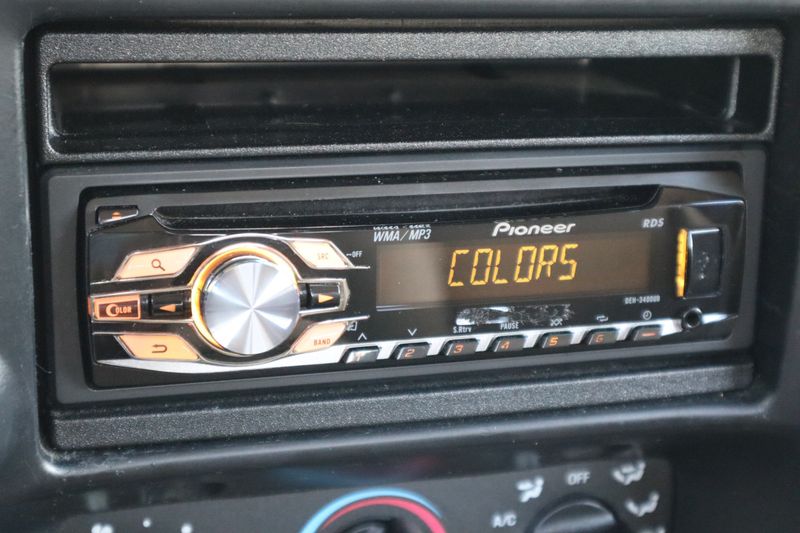 Pioneer
RDS
WMA/MP3
SRC
OFF
COLORS
DEH-3400UB
COLOR
BAND
S.Rtrv
PAUSE
1
2
3
4
5
6
OFF
A/C